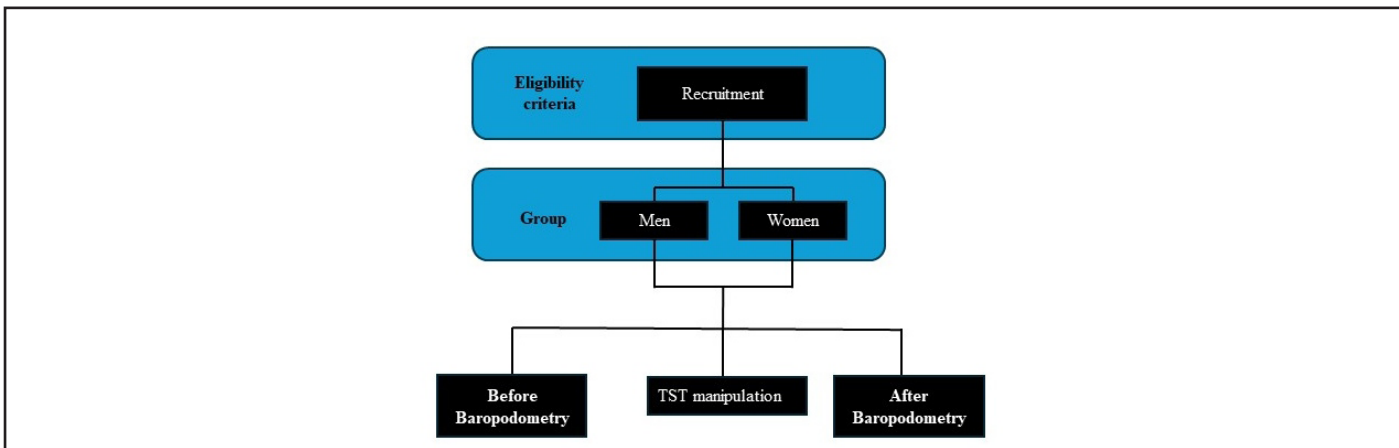 Eligibility
criteria
Recruitment
Group
Men
Women
Before
Baropodometry
TST manipulation
After
Baropodometry